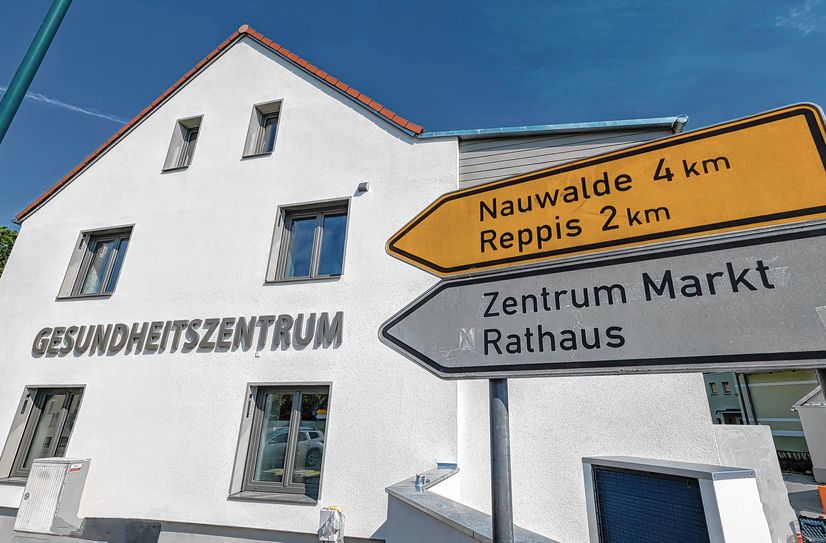 GESUNDHEITSZENTRUM
Nauwalde 4 km
Reppis 2 km
Zentrum Markt
Rathaus